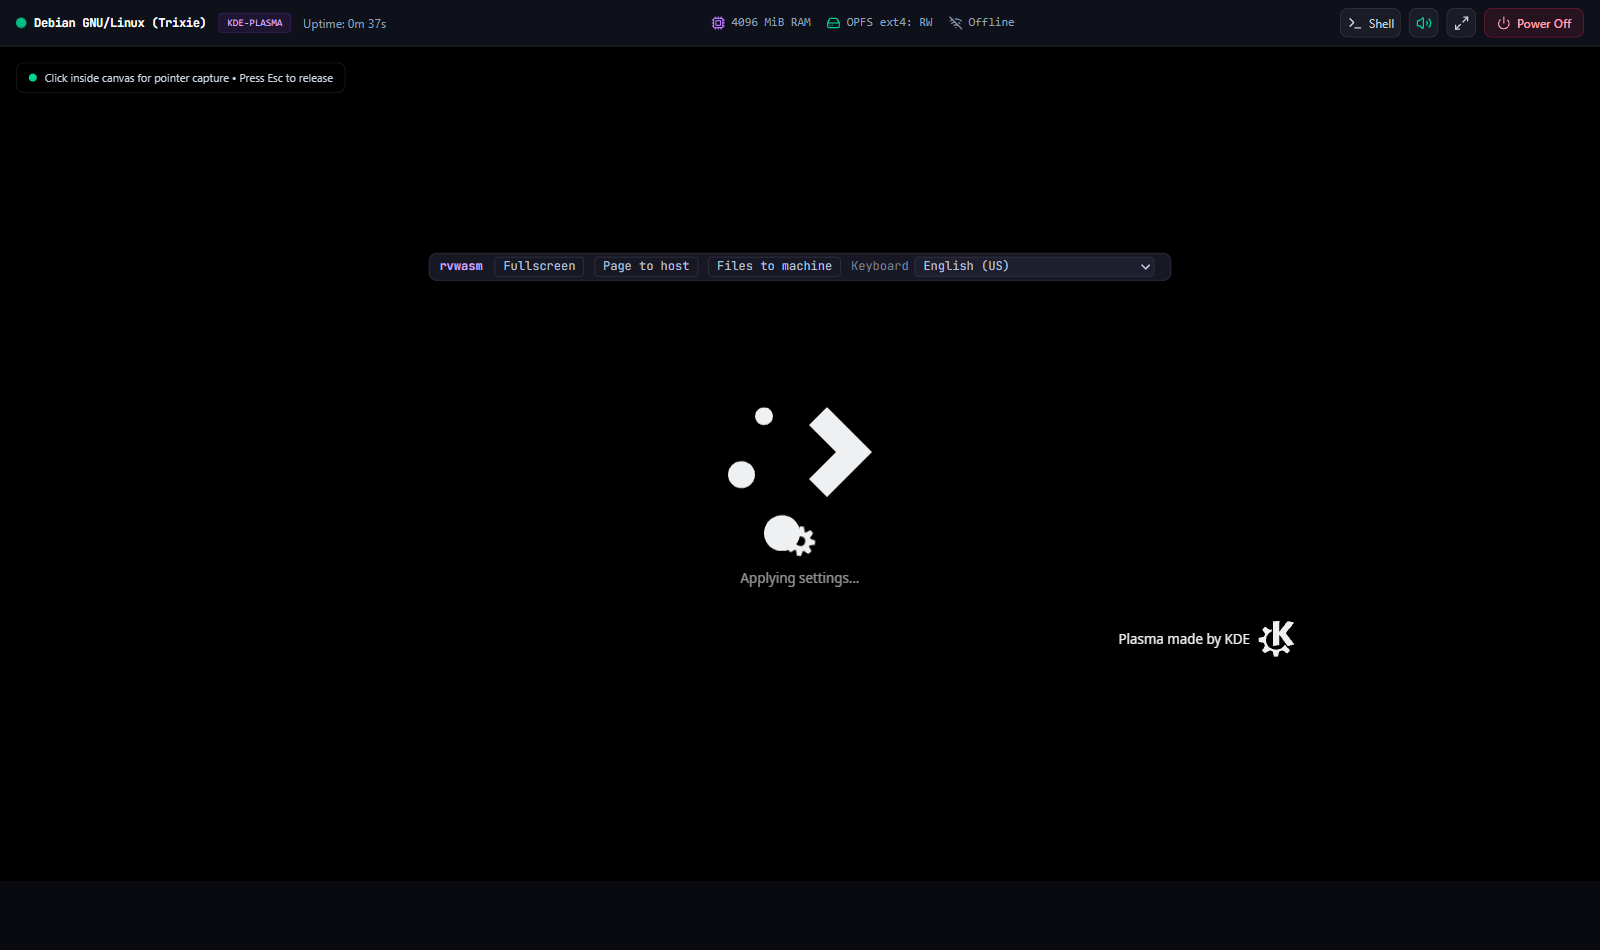 Debian GNU/Linux (Trixie) KDE-PLASMA Uptime: 0m 37s 4096 MiB RAM OPFS ext4: RW Offline Shell Power Off
Click inside canvas for pointer capture • Press Esc to release
rvwasm Fullscreen Page to host Files to machine Keyboard English (US)
Applying settings...
Plasma made by KDE